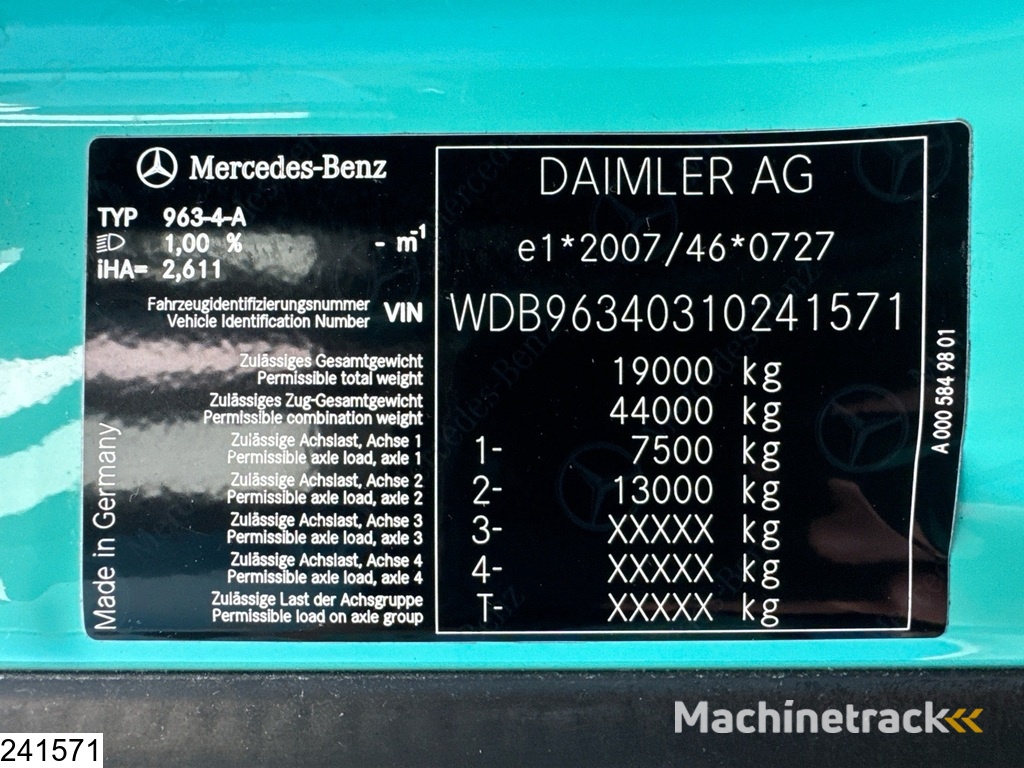 Mercedes-Benz
TYP 963-4-A
1,00 % - m-1
iHA= 2,611
DAIMLER AG
e1*2007/46*0727
Fahrzeugidentifizierungsnummer
Vehicle Identification Number VIN WDB96340310241571
Zulässiges Gesamtgewicht
Permissible total weight 19000 kg
Zulässiges Zug-Gesamtgewicht
Permissible combination weight 44000 kg
Zulässige Achslast, Achse 1
Permissible axle load, axle 1 1- 7500 kg
Zulässige Achslast, Achse 2
Permissible axle load, axle 2 2- 13000 kg
Zulässige Achslast, Achse 3
Permissible axle load, axle 3 3- XXXXX kg
Zulässige Achslast, Achse 4
Permissible axle load, axle 4 4- XXXXX kg
Zulässige Last der Achsgruppe
Permissible load on axle group T- XXXXX kg
Made in Germany
A 000 584 98 01
Machinetrack
241571